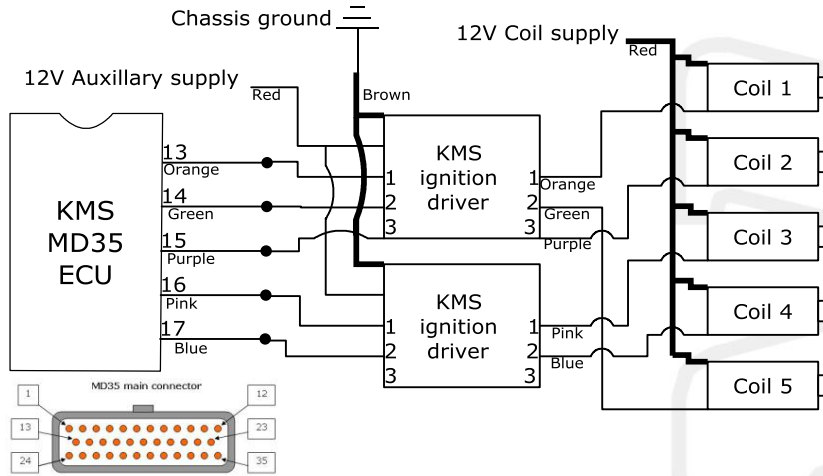 Chassis ground
12V Coil supply
Red
12V Auxillary supply
Red
Brown
Coil 1
13
Orange
KMS
ignition
driver
1
2
3
1
2
3
Orange
Green
Purple
Coil 2
KMS
MD35
ECU
14
Green
15
Purple
Coil 3
16
Pink
17
Blue
KMS
ignition
driver
1
2
3
1
2
3
Pink
Blue
Coil 4
Coil 5
MD35 main connector
1
12
13
23
24
35